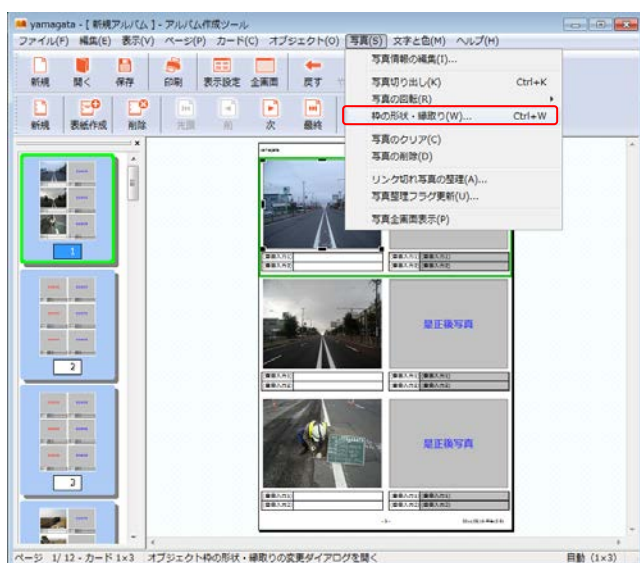 yamagata - [ 新規アルバム ] - アルバム作成ツール
ファイル(F) 編集(E) 表示(V) ページ(P) カード(C) オブジェクト(O) 写真(S) 文字と色(M) ヘルプ(H)
新規 開く 保存 印刷 表示設定 全画面 戻す
新規 表紙作成 削除 先頭 前 次 最終
写真情報の編集(I)...
写真切り出し(K) Ctrl+K
写真の回転(R)
枠の形状・縁取り(W)... Ctrl+W
写真のクリア(C)
写真の削除(D)
リンク切れ写真の整理(A)...
写真整理フラグ更新(U)...
写真全画面表示(P)
1
2
3
yamagata
是正後写真
是正後写真
ページ 1/ 12 - カード 1×3 オブジェクト枠の形状・縁取りの変更ダイアログを開く 自動 (1×3)